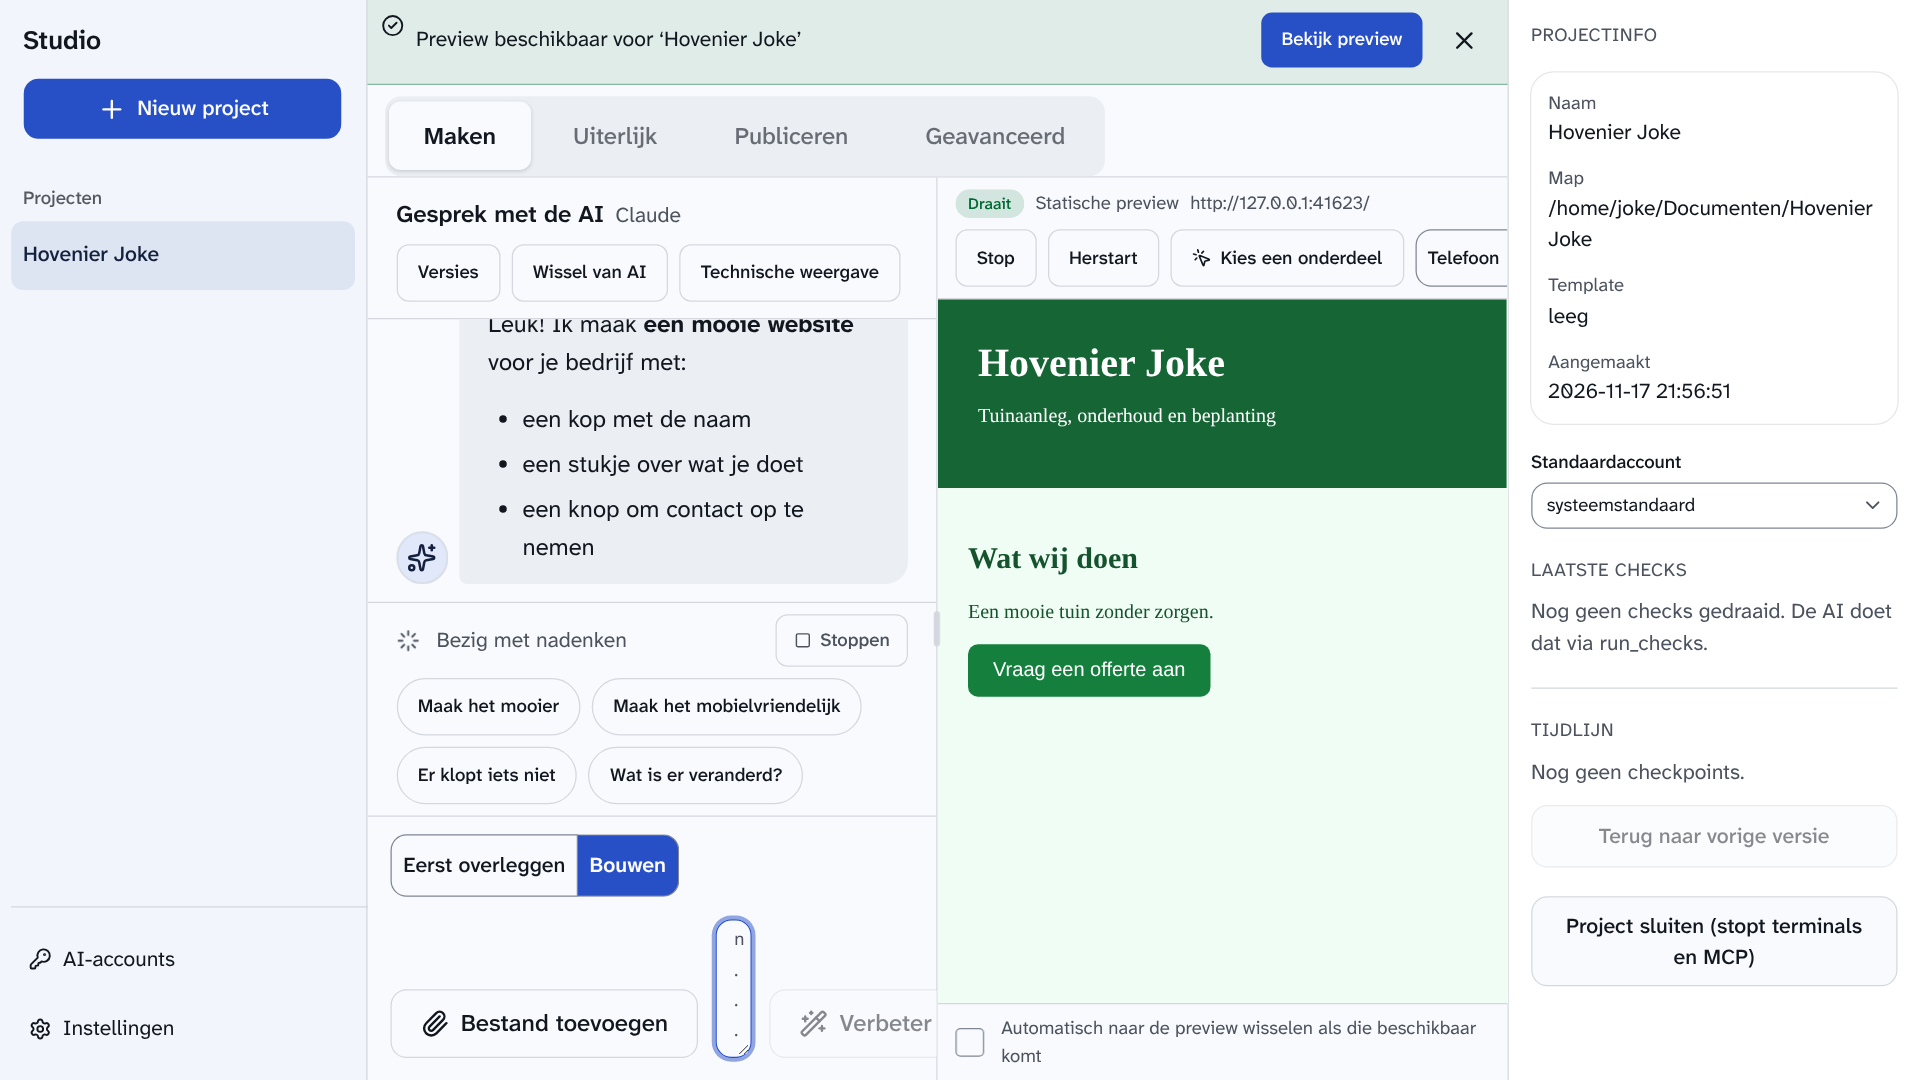 Studio
Nieuw project
Projecten
Hovenier Joke
AI-accounts
Instellingen
Preview beschikbaar voor ‘Hovenier Joke’
Bekijk preview
Maken
Uiterlijk
Publiceren
Geavanceerd
Gesprek met de AI Claude
Versies
Wissel van AI
Technische weergave
Leuk! Ik maak een mooie website
voor je bedrijf met:
• een kop met de naam
• een stukje over wat je doet
• een knop om contact op te
nemen
Bezig met nadenken
Stoppen
Maak het mooier
Maak het mobielvriendelijk
Er klopt iets niet
Wat is er veranderd?
Eerst overleggen
Bouwen
Bestand toevoegen
n
.
.
.
Verbeter
Draait
Statische preview http://127.0.0.1:41623/
Stop
Herstart
Kies een onderdeel
Telefoon
Hovenier Joke
Tuinaanleg, onderhoud en beplanting
Wat wij doen
Een mooie tuin zonder zorgen.
Vraag een offerte aan
Automatisch naar de preview wisselen als die beschikbaar
komt
PROJECTINFO
Naam
Hovenier Joke
Map
/home/joke/Documenten/Hovenier
Joke
Template
leeg
Aangemaakt
2026-11-17 21:56:51
Standaardaccount
systeemstandaard
LAATSTE CHECKS
Nog geen checks gedraaid. De AI doet
dat via run_checks.
TIJDLIJN
Nog geen checkpoints.
Terug naar vorige versie
Project sluiten (stopt terminals
en MCP)